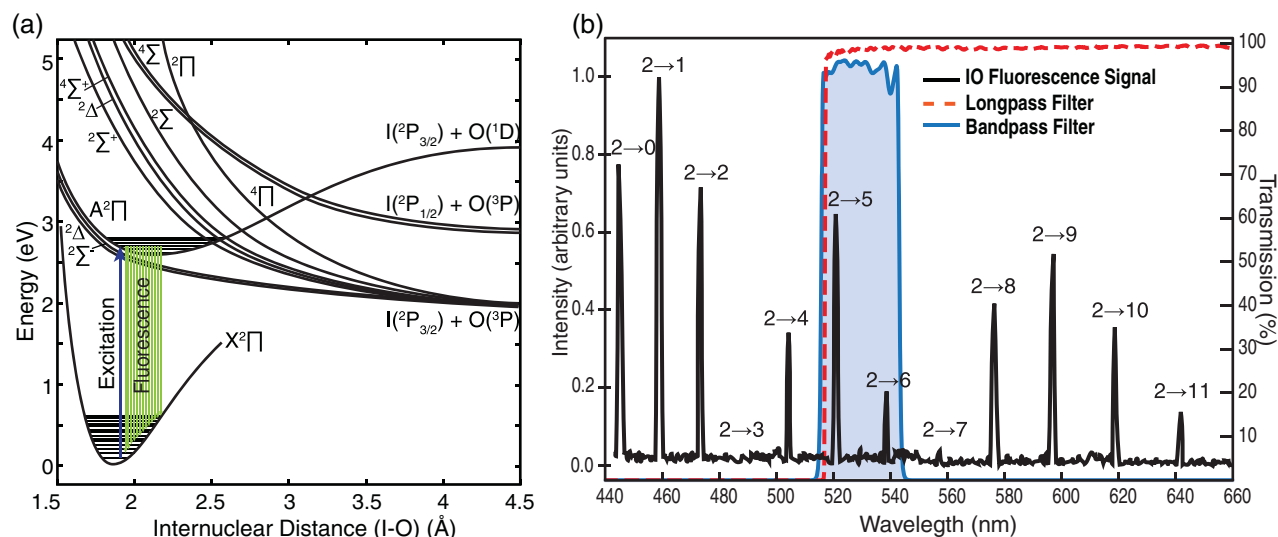 (a)
5
4
3
2
1
0
Energy (eV)
1.5
2
2.5
3
3.5
4
4.5
Internuclear Distance (I-O) (Å)
⁴Σ
²Π
⁴Σ⁺
²Δ
²Σ⁺
²Σ
⁴Π
A²Π
²Δ
²Σ⁻
X²Π
Excitation
Fluorescence
I(²P₃/₂) + O(¹D)
I(²P₁/₂) + O(³P)
I(²P₃/₂) + O(³P)
(b)
1.0
0.8
0.6
0.4
0.2
0.0
Intensity (arbitrary units)
2→0
2→1
2→2
2→3
2→4
2→5
2→6
2→7
2→8
2→9
2→10
2→11
IO Fluorescence Signal
Longpass Filter
Bandpass Filter
100
90
80
70
60
50
40
30
20
10
Transmission (%)
440
460
480
500
520
540
560
580
600
620
640
660
Wavelegth (nm)